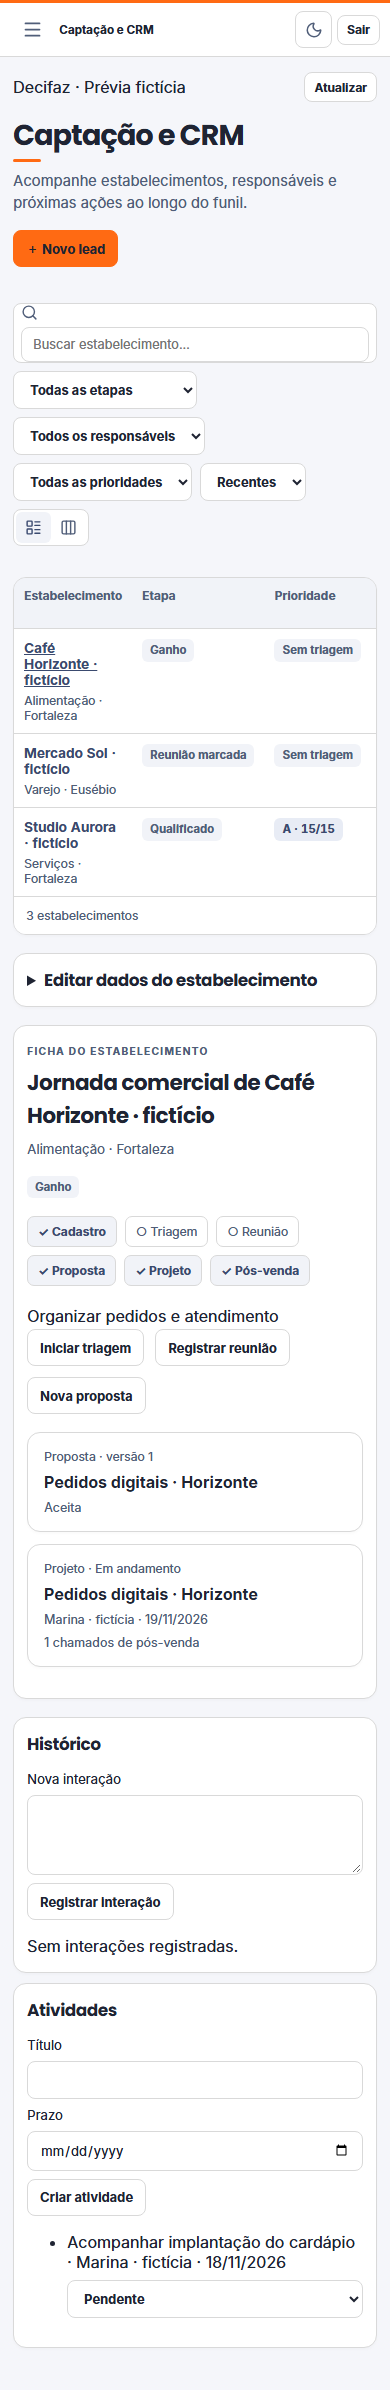 Captação e CRM
Sair
Decifaz · Prévia fictícia
Atualizar
Captação e CRM
Acompanhe estabelecimentos, responsáveis e
próximas ações ao longo do funil.
+ Novo lead
Buscar estabelecimento...
Todas as etapas
Todos os responsáveis
Todas as prioridades
Recentes
Estabelecimento Etapa Prioridade
Café
Horizonte ·
fictício
Ganho
Sem triagem
Alimentação ·
Fortaleza
Mercado Sol ·
fictício
Reunião marcada
Sem triagem
Varejo · Eusébio
Studio Aurora
· fictício
Qualificado
A · 15/15
Serviços ·
Fortaleza
3 estabelecimentos
▶ Editar dados do estabelecimento
FICHA DO ESTABELECIMENTO
Jornada comercial de Café
Horizonte · fictício
Alimentação · Fortaleza
Ganho
✓ Cadastro ○ Triagem ○ Reunião
✓ Proposta ✓ Projeto ✓ Pós-venda
Organizar pedidos e atendimento
Iniciar triagem Registrar reunião
Nova proposta
Proposta · versão 1
Pedidos digitais · Horizonte
Aceita
Projeto · Em andamento
Pedidos digitais · Horizonte
Marina · fictícia · 19/11/2026
1 chamados de pós-venda
Histórico
Nova interação
Registrar interação
Sem interações registradas.
Atividades
Título
Prazo
mm/dd/yyyy
Criar atividade
• Acompanhar implantação do cardápio
· Marina · fictícia · 18/11/2026
Pendente